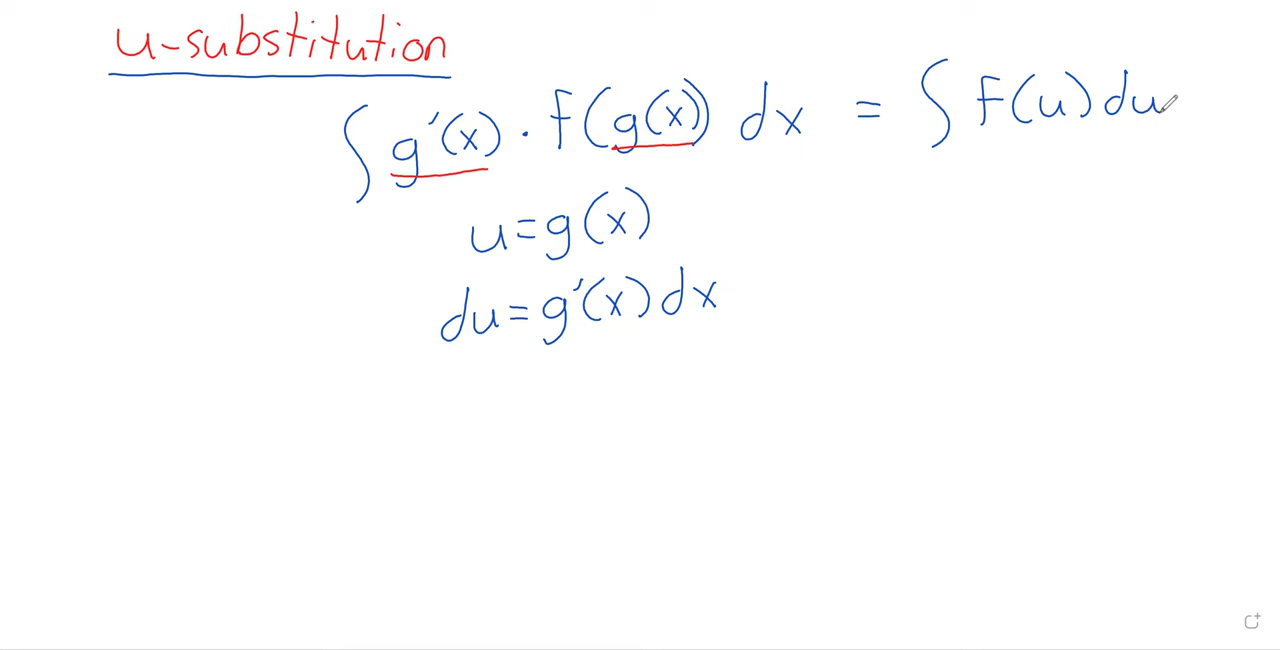 u-substitution
∫ g'(x) · f(g(x)) dx = ∫ f(u) du
u = g(x)
du = g'(x) dx